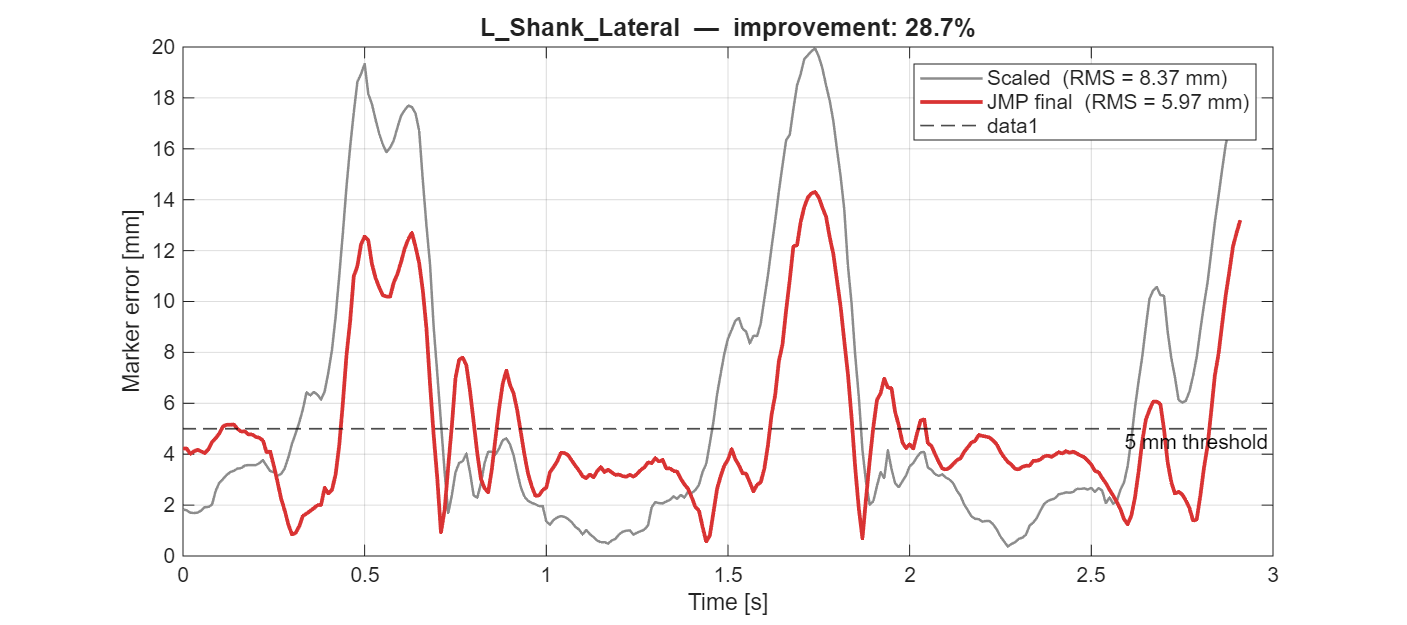 L_Shank_Lateral — improvement: 28.7%
Scaled (RMS = 8.37 mm)
JMP final (RMS = 5.97 mm)
data1
Marker error [mm]
20
18
16
14
12
10
8
6
4
2
0
5 mm threshold
0
0.5
1
1.5
2
2.5
3
Time [s]